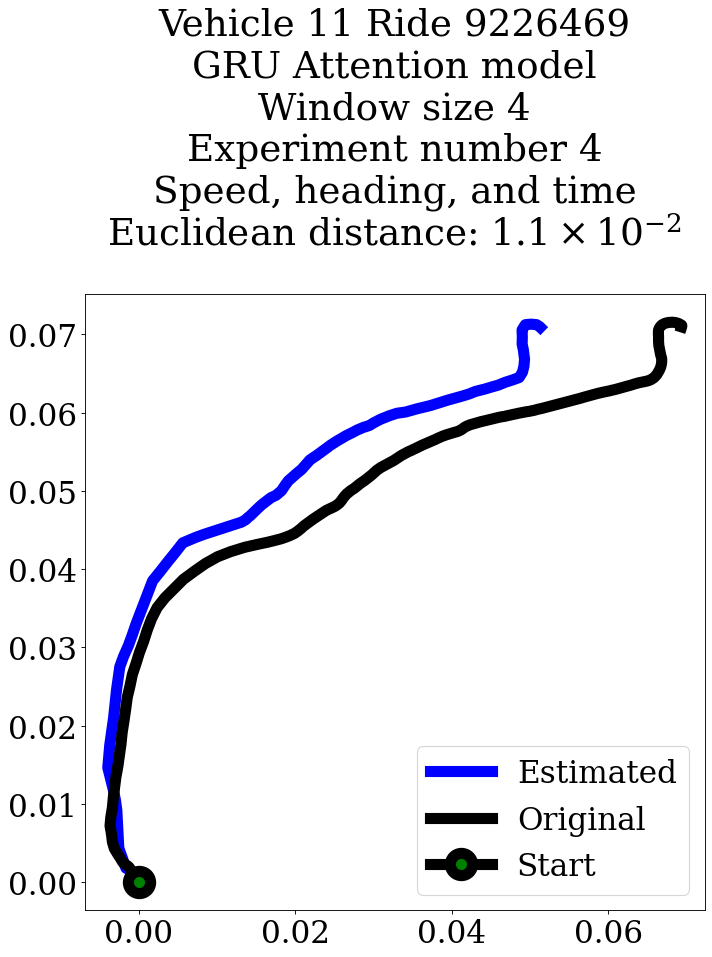 Vehicle 11 Ride 9226469
GRU Attention model
Window size 4
Experiment number 4
Speed, heading, and time
Euclidean distance: $1.1 \times 10^{-2}$
0.07
0.06
0.05
0.04
0.03
0.02
0.01
0.00
0.00 0.02 0.04 0.06
Estimated
Original
Start